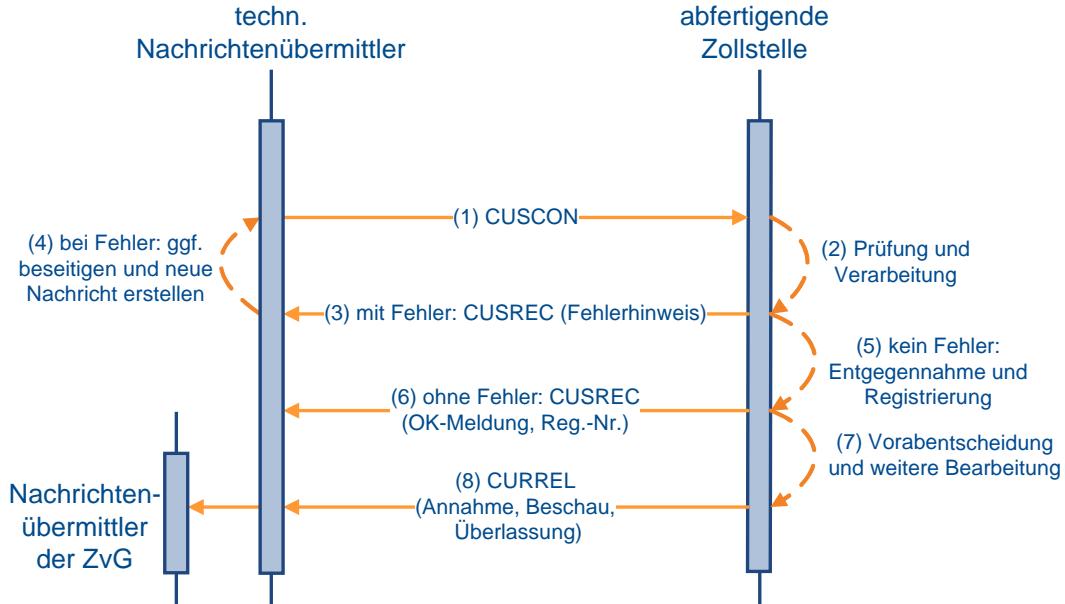 techn.
Nachrichtenübermittler
abfertigende
Zollstelle
(1) CUSCON
(2) Prüfung und
Verarbeitung
(3) mit Fehler: CUSREC (Fehlerhinweis)
(4) bei Fehler: ggf.
beseitigen und neue
Nachricht erstellen
(5) kein Fehler:
Entgegennahme und
Registrierung
(6) ohne Fehler: CUSREC
(OK-Meldung, Reg.-Nr.)
(7) Vorabentscheidung
und weitere Bearbeitung
(8) CURREL
(Annahme, Beschau,
Überlassung)
Nachrichten-
übermittler
der ZvG